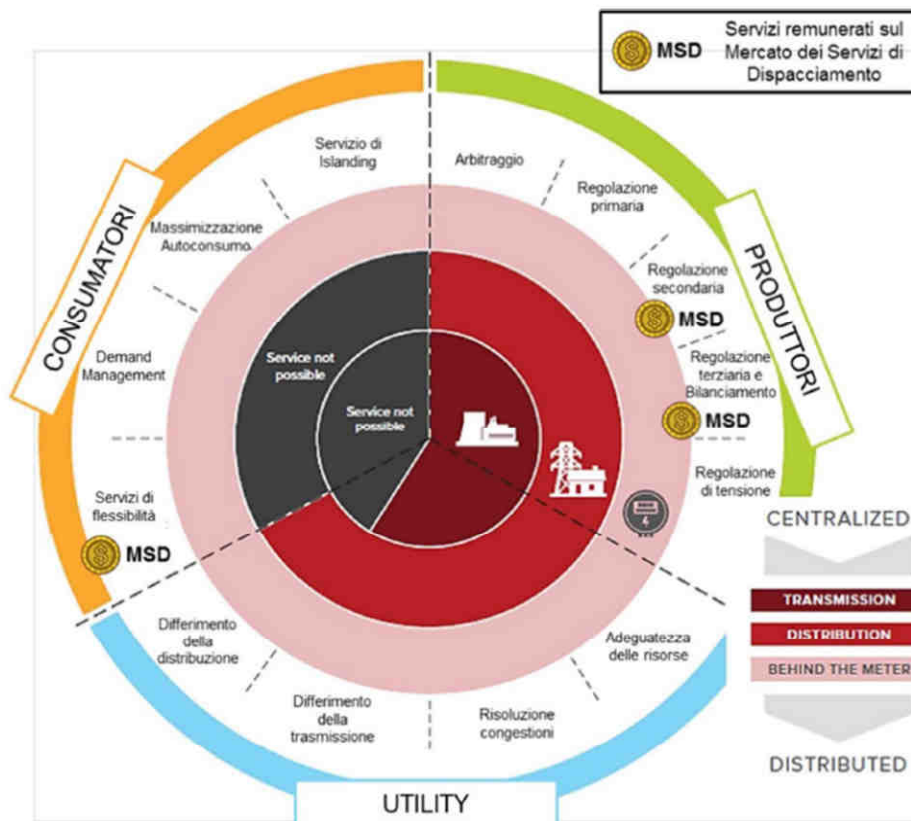 MSD
Servizi remunerati sul
Mercato dei Servizi di
Dispacciamento
Servizio di
Islanding
Arbitraggio
Regolazione
primaria
Massimizzazione
Autoconsumo
CONSUMATORI
PRODUTTORI
Regolazione
secondaria
MSD
Demand
Management
Service not
possible
Service not
possible
Regolazione
terziaria e
Bilanciamento
MSD
Regolazione
di tensione
Servizi di
flessibilità
MSD
CENTRALIZED
TRANSMISSION
DISTRIBUTION
BEHIND THE METER
DISTRIBUTED
Differimento
della
distribuzione
Differimento
della
trasmissione
Risoluzione
congestioni
Adeguatezza
delle risorse
UTILITY